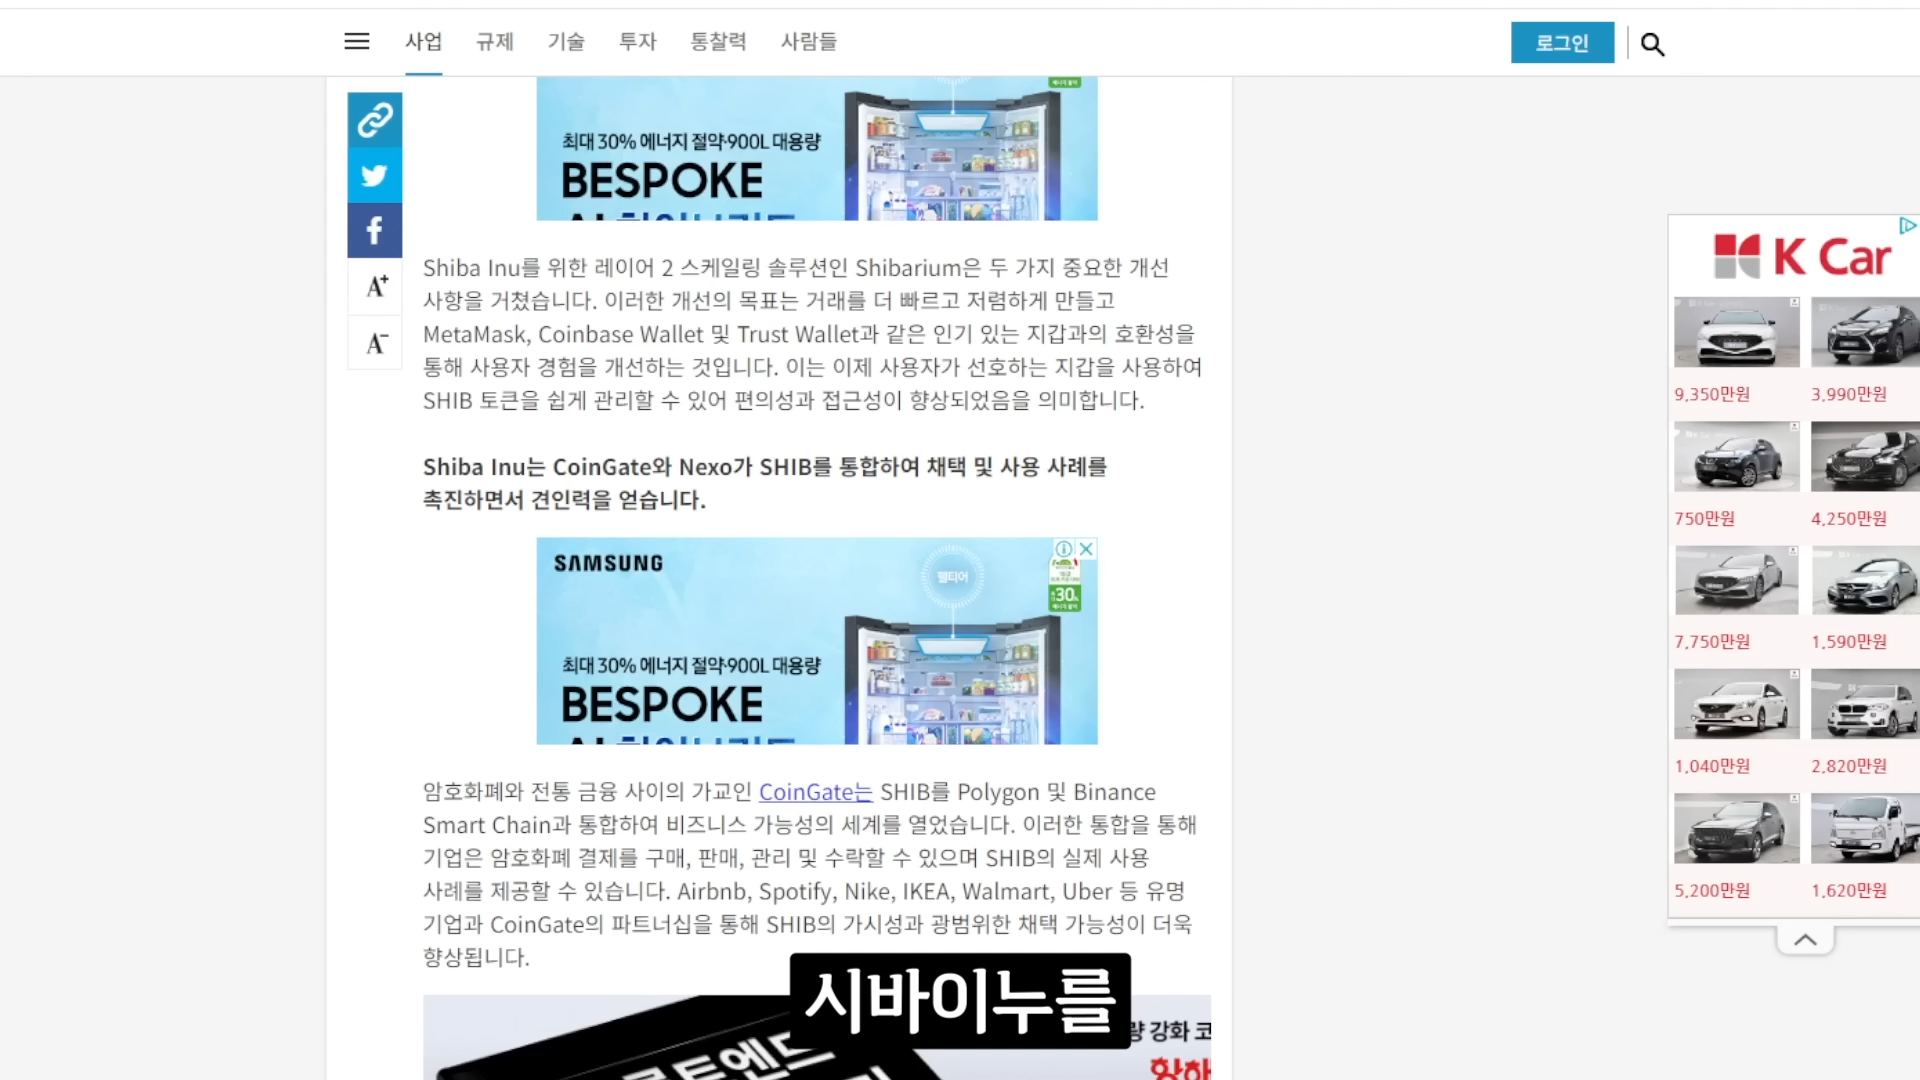 사업 규제 기술 투자 통찰력 사람들
로그인
최대 30% 에너지 절약·900L 대용량
BESPOKE
Shiba Inu를 위한 레이어 2 스케일링 솔루션인 Shibarium은 두 가지 중요한 개선
사항을 거쳤습니다. 이러한 개선의 목표는 거래를 더 빠르고 저렴하게 만들고
MetaMask, Coinbase Wallet 및 Trust Wallet과 같은 인기 있는 지갑과의 호환성을
통해 사용자 경험을 개선하는 것입니다. 이는 이제 사용자가 선호하는 지갑을 사용하여
SHIB 토큰을 쉽게 관리할 수 있어 편의성과 접근성이 향상되었음을 의미합니다.
Shiba Inu는 CoinGate와 Nexo가 SHIB를 통합하여 채택 및 사용 사례를
촉진하면서 견인력을 얻습니다.
SAMSUNG
펠티어
30%
최대 30% 에너지 절약·900L 대용량
BESPOKE
암호화폐와 전통 금융 사이의 가교인 CoinGate는 SHIB를 Polygon 및 Binance
Smart Chain과 통합하여 비즈니스 가능성의 세계를 열었습니다. 이러한 통합을 통해
기업은 암호화폐 결제를 구매, 판매, 관리 및 수락할 수 있으며 SHIB의 실제 사용
사례를 제공할 수 있습니다. Airbnb, Spotify, Nike, IKEA, Walmart, Uber 등 유명
기업과 CoinGate의 파트너십을 통해 SHIB의 가시성과 광범위한 채택 가능성이 더욱
향상됩니다.
시바이누를
강화 코
A+
A-
K Car
9,350만원 3,990만원
750만원 4,250만원
7,750만원 1,590만원
1,040만원 2,820만원
5,200만원 1,620만원